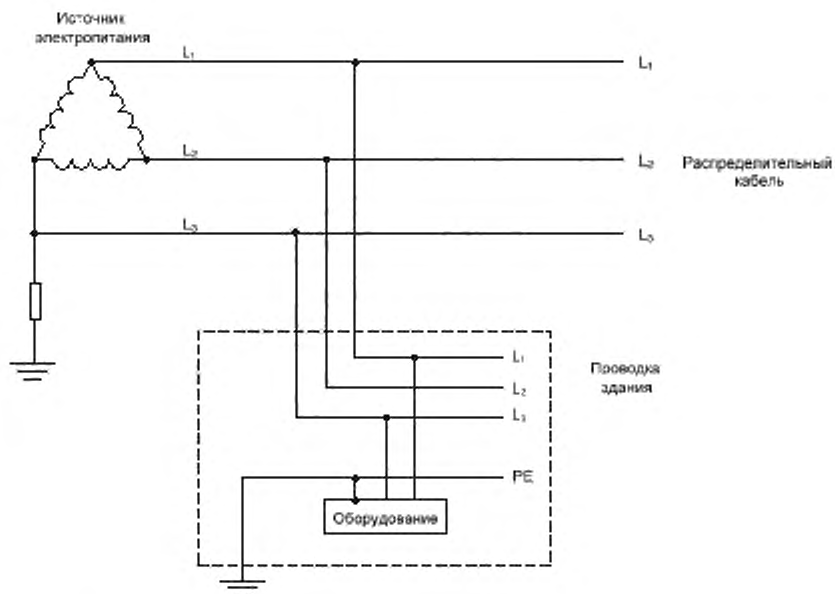 Источник
электропитания
L₁
L₁
L₂
L₂
Распределительный
кабель
L₃
L₃
L₁
Проводка
здания
L₂
L₃
PE
Оборудование